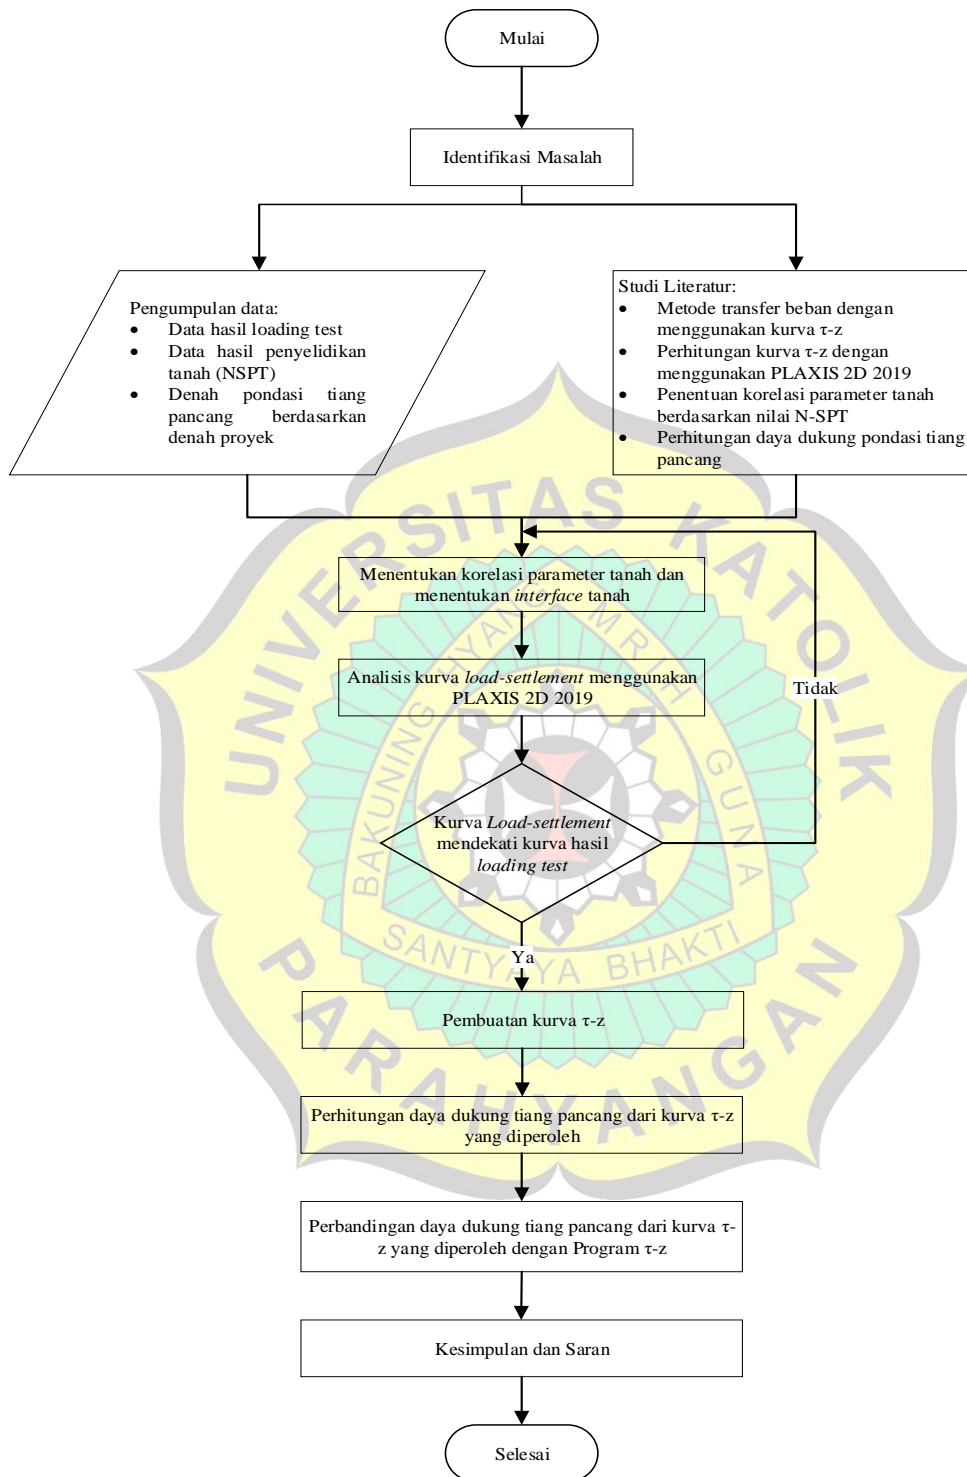 Mulai
Identifikasi Masalah
Pengumpulan data:
• Data hasil loading test
• Data hasil penyelidikan
tanah (NSPT)
• Denah pondasi tiang
pancang berdasarkan
denah proyek
Studi Literatur:
• Metode transfer beban dengan
menggunakan kurva τ-z
• Perhitungan kurva τ-z dengan
menggunakan PLAXIS 2D 2019
• Penentuan korelasi parameter tanah
berdasarkan nilai N-SPT
• Perhitungan daya dukung pondasi tiang
pancang
Menentukan korelasi parameter tanah dan
menentukan interface tanah
Analisis kurva load-settlement menggunakan
PLAXIS 2D 2019
Tidak
Kurva Load-settlement
mendekati kurva hasil
loading test
Ya
Pembuatan kurva τ-z
Perhitungan daya dukung tiang pancang dari kurva τ-z
yang diperoleh
Perbandingan daya dukung tiang pancang dari kurva τ-
z yang diperoleh dengan Program τ-z
Kesimpulan dan Saran
Selesai
UNIVERSITAS KATOLIK
PARAHYANGAN
BAKUNING HYANG MRIH GUNA
SANTYAYA BHAKTI